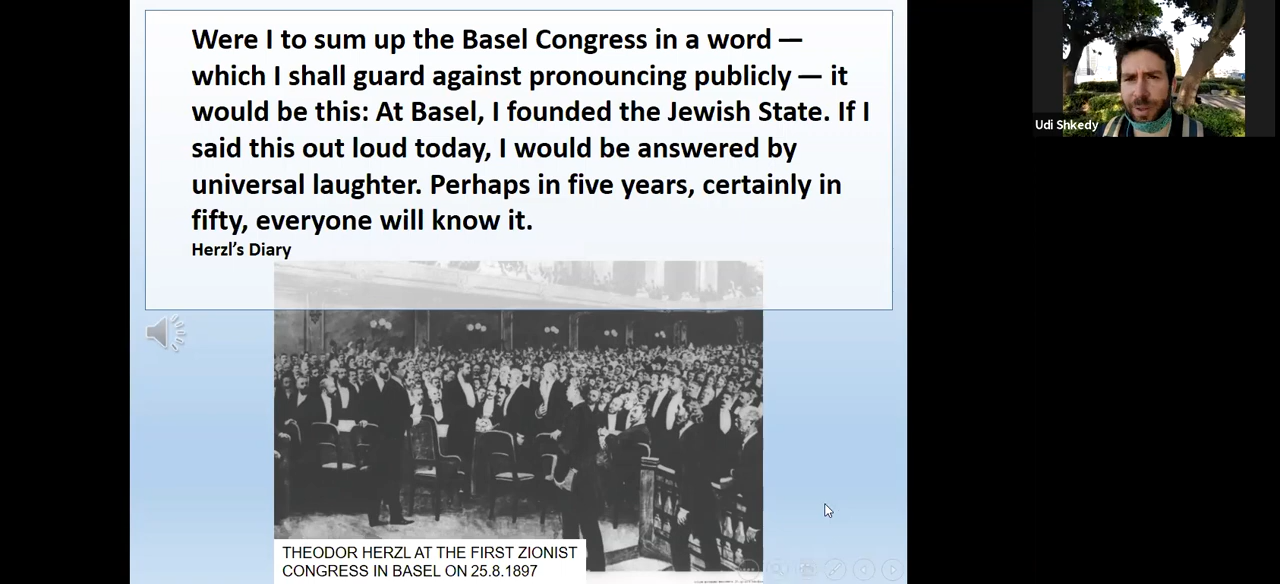 Were I to sum up the Basel Congress in a word —
which I shall guard against pronouncing publicly — it
would be this: At Basel, I founded the Jewish State. If I
said this out loud today, I would be answered by
universal laughter. Perhaps in five years, certainly in
fifty, everyone will know it.
Herzl’s Diary
THEODOR HERZL AT THE FIRST ZIONIST
CONGRESS IN BASEL ON 25.8.1897
Udi Shkedy